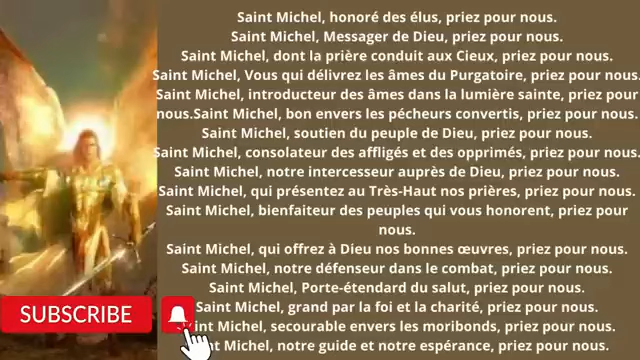 Saint Michel, honoré des élus, priez pour nous.
Saint Michel, Messager de Dieu, priez pour nous.
Saint Michel, dont la prière conduit aux Cieux, priez pour nous.
Saint Michel, Vous qui délivrez les âmes du Purgatoire, priez pour nous.
Saint Michel, introducteur des âmes dans la lumière sainte, priez pour
nous.Saint Michel, bon envers les pécheurs convertis, priez pour nous.
Saint Michel, soutien du peuple de Dieu, priez pour nous.
Saint Michel, consolateur des affligés et des opprimés, priez pour nous.
Saint Michel, notre intercesseur auprès de Dieu, priez pour nous.
Saint Michel, qui présentez au Très-Haut nos prières, priez pour nous.
Saint Michel, bienfaiteur des peuples qui vous honorent, priez pour
nous.
Saint Michel, qui offrez à Dieu nos bonnes œuvres, priez pour nous.
Saint Michel, notre défenseur dans le combat, priez pour nous.
Saint Michel, Porte-étendard du salut, priez pour nous.
Saint Michel, grand par la foi et la charité, priez pour nous.
Michel, secourable envers les moribonds, priez pour nous.
Michel, notre guide et notre espérance, priez pour nous.
SUBSCRIBE